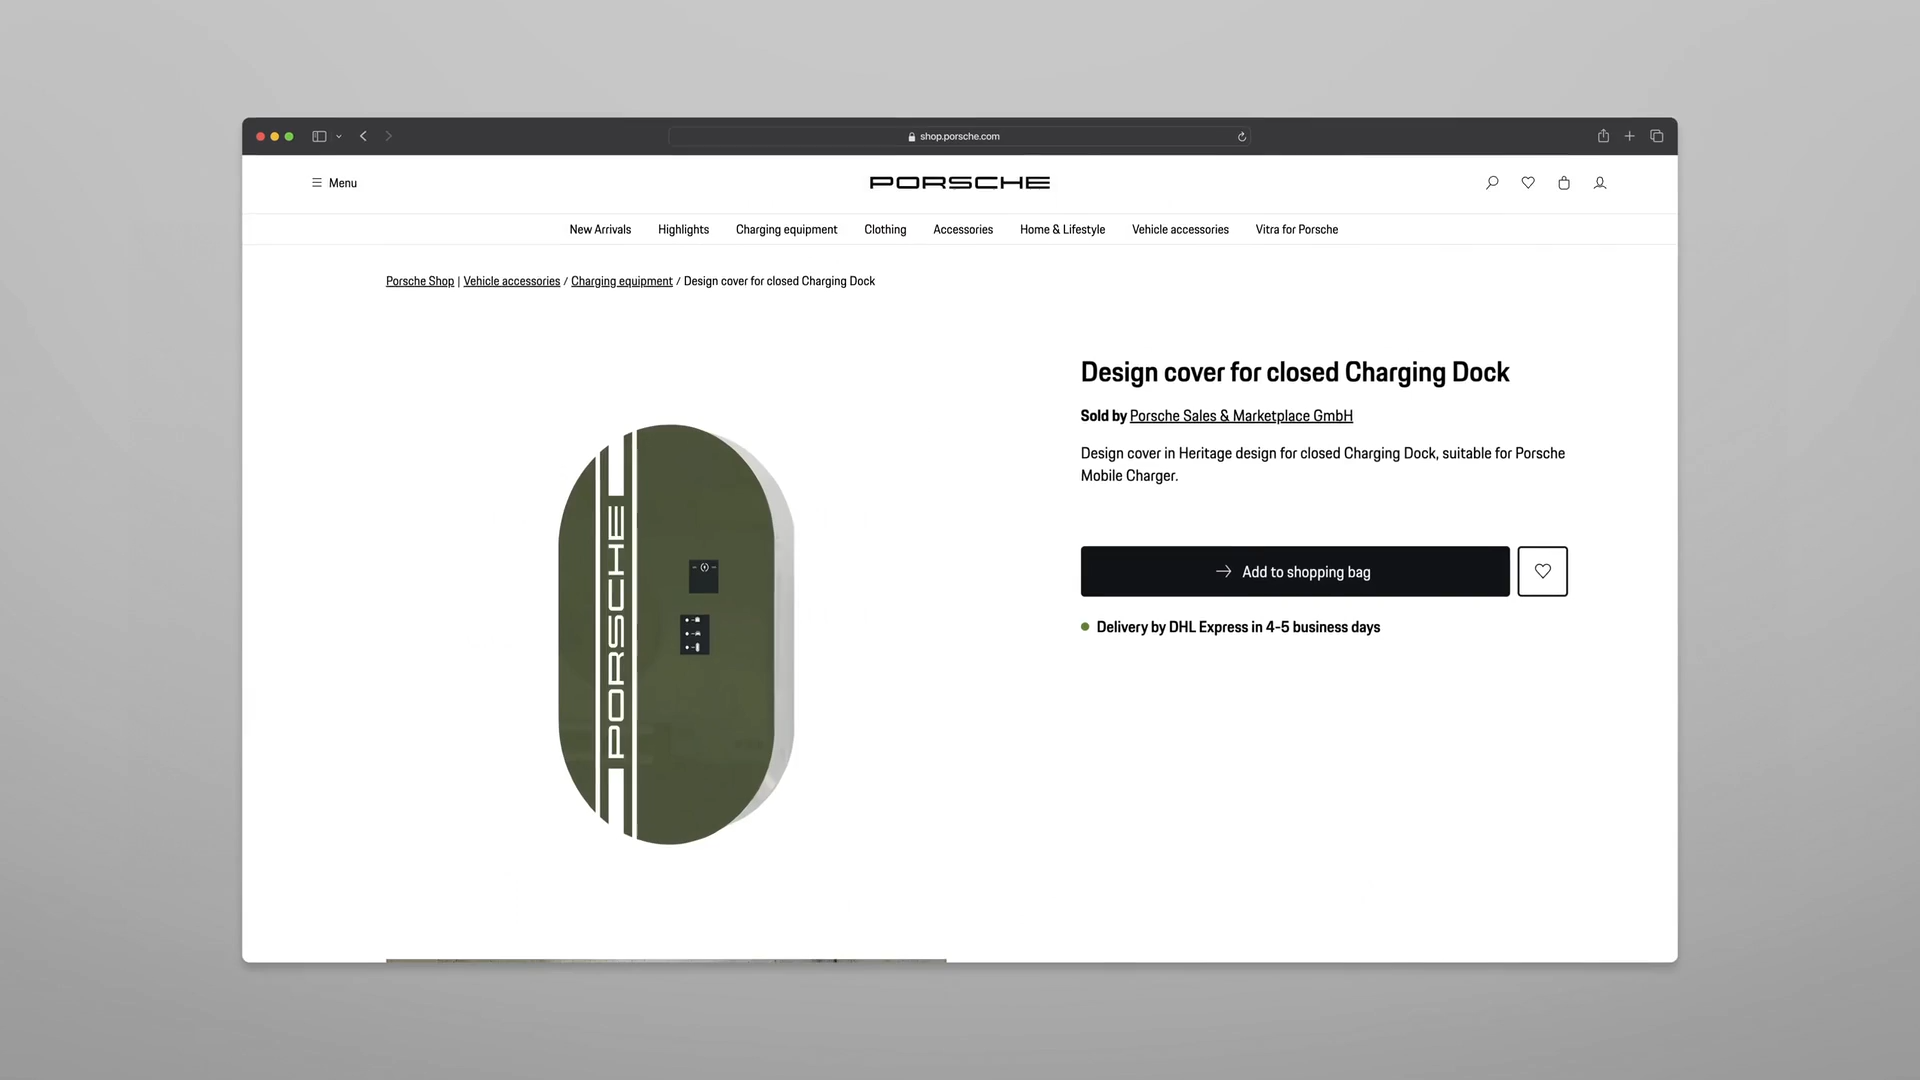 shop.porsche.com
Menu
PORSCHE
New Arrivals Highlights Charging equipment Clothing Accessories Home & Lifestyle Vehicle accessories Vitra for Porsche
Porsche Shop | Vehicle accessories / Charging equipment / Design cover for closed Charging Dock
PORSCHE
Design cover for closed Charging Dock
Sold by Porsche Sales & Marketplace GmbH
Design cover in Heritage design for closed Charging Dock, suitable for Porsche
Mobile Charger.
Add to shopping bag
Delivery by DHL Express in 4-5 business days